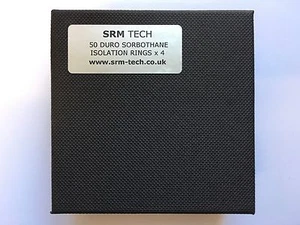 SRM TECH
50 DURO SORBOTHANE
ISOLATION RINGS x 4
www.srm-tech.co.uk